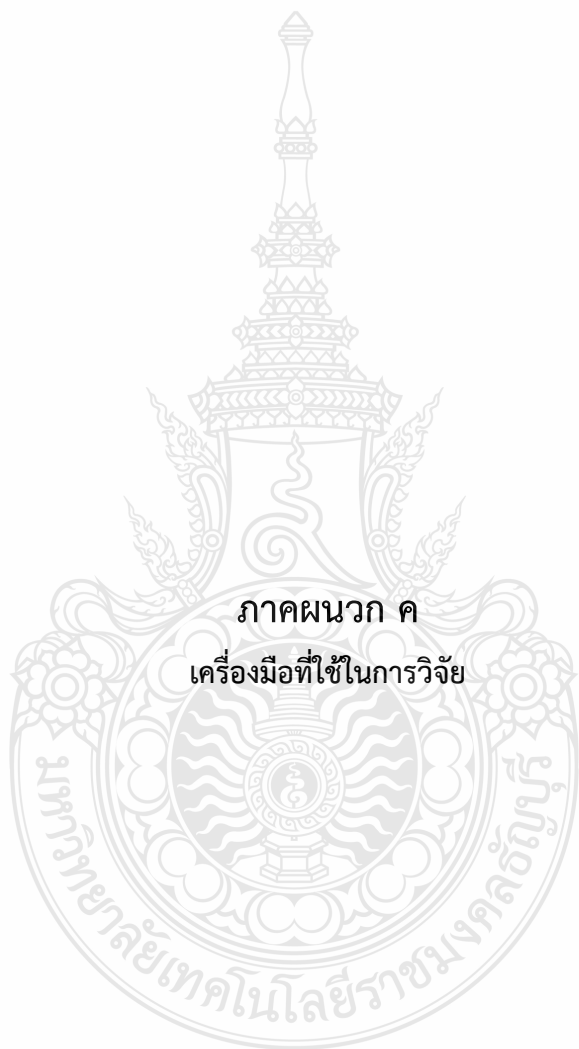 ภาคผนวก ค
เครื่องมือที่ใช้ในการวิจัย
มหาวิทยาลัยเทคโนโลยีราชมงคลธัญบุรี